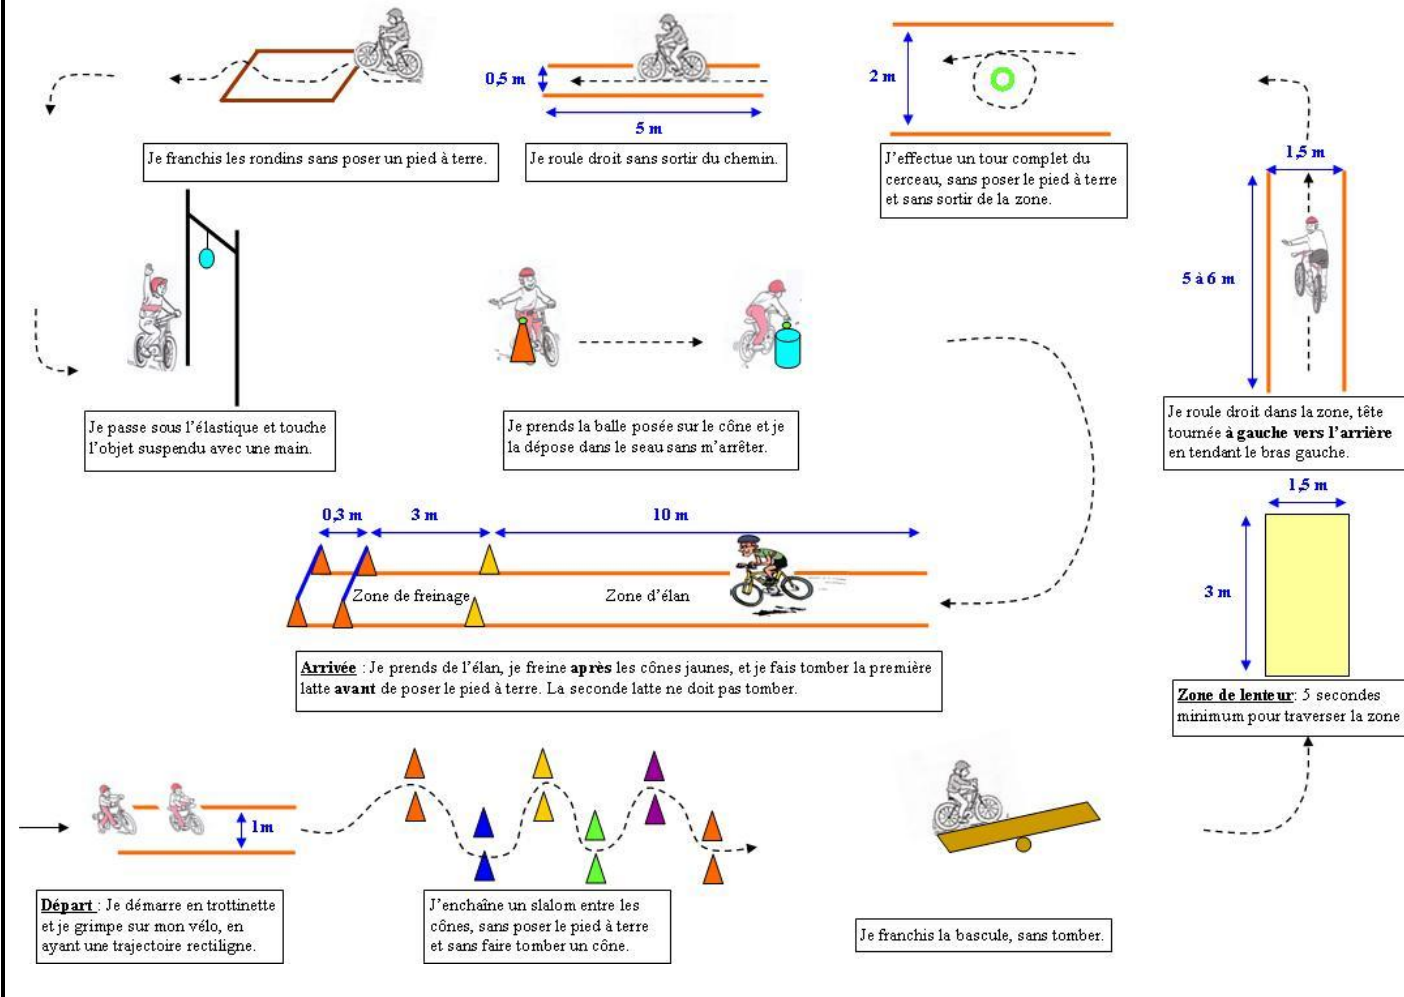 0,5 m
5 m
2 m
Je franchis les rondins sans poser un pied à terre.
Je roule droit sans sortir du chemin.
J'effectue un tour complet du
cerceau, sans poser le pied à terre
et sans sortir de la zone.
1,5 m
5 à 6 m
Je passe sous l'élastique et touche
l'objet suspendu avec une main.
Je prends la balle posée sur le cône et je
la dépose dans le seau sans m'arrêter.
Je roule droit dans la zone, tête
tournée à gauche vers l'arrière
en tendant le bras gauche.
1,5 m
3 m
0,3 m
3 m
10 m
Zone de freinage
Zone d'élan
Arrivée : Je prends de l'élan, je freine après les cônes jaunes, et je fais tomber la première
latte avant de poser le pied à terre. La seconde latte ne doit pas tomber.
Zone de lenteur: 5 secondes
minimum pour traverser la zone
1m
Départ : Je démarre en trottinette
et je grimpe sur mon vélo, en
ayant une trajectoire rectiligne.
J'enchaîne un slalom entre les
cônes, sans poser le pied à terre
et sans faire tomber un cône.
Je franchis la bascule, sans tomber.